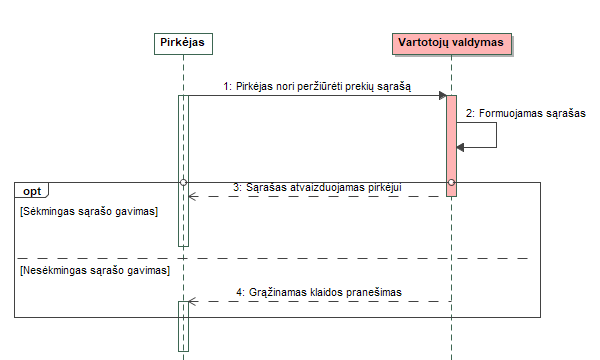 Pirkėjas
Vartotojų valdymas
1: Pirkėjas nori peržiūrėti prekių sąrašą
2: Formuojamas sąrašas
opt
3: Sąrašas atvaizduojamas pirkėjui
[Sėkmingas sąrašo gavimas]
[Nesėkmingas sąrašo gavimas]
4: Grąžinamas klaidos pranešimas